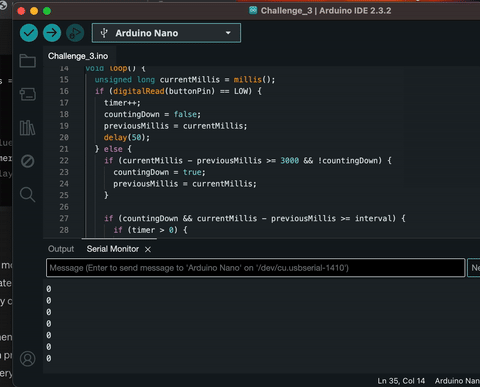 Challenge_3 | Arduino IDE 2.3.2
Arduino Nano
Challenge_3.ino
14 void loop() {
15 unsigned long currentMillis = millis();
16 if (digitalRead(buttonPin) == LOW) {
17 timer++;
18 countingDown = false;
19 previousMillis = currentMillis;
20 delay(50);
21 } else {
22 if (currentMillis - previousMillis >= 3000 && !countingDown) {
23 countingDown = true;
24 previousMillis = currentMillis;
25 }
26
27 if (countingDown && currentMillis - previousMillis >= interval) {
28 if (timer > 0) {
Output Serial Monitor
Message (Enter to send message to 'Arduino Nano' on '/dev/cu.usbserial-1410')
0
0
0
0
0
0
0
Ln 35, Col 14 Arduino Nan